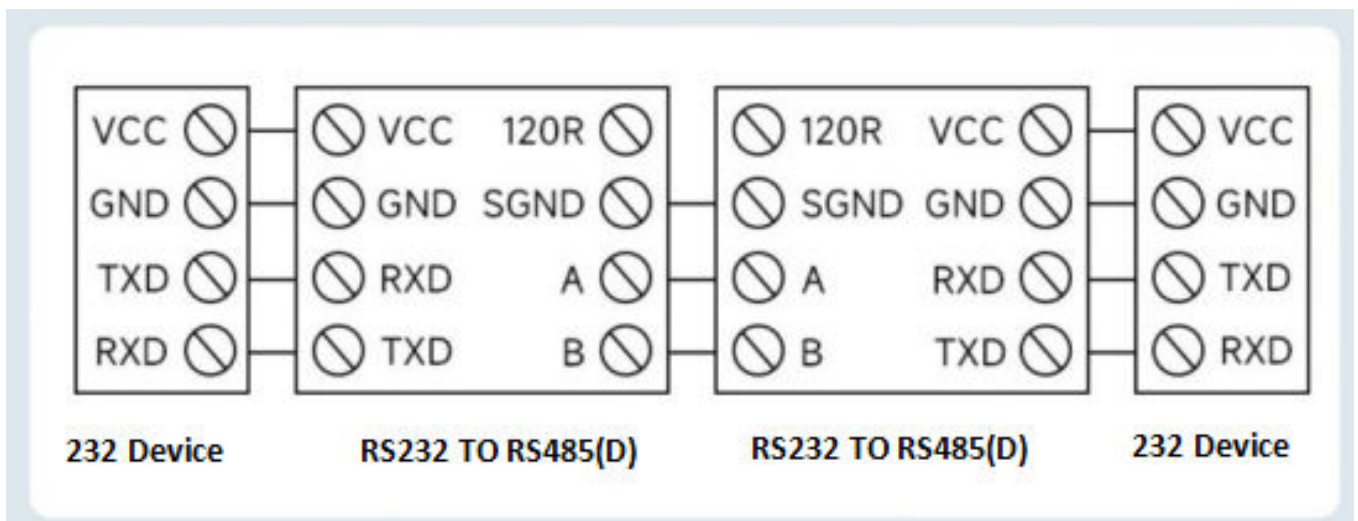 VCC VCC 120R 120R VCC VCC
GND GND SGND SGND GND GND
TXD RXD A A RXD TXD
RXD TXD B B TXD RXD
232 Device RS232 TO RS485(D) RS232 TO RS485(D) 232 Device